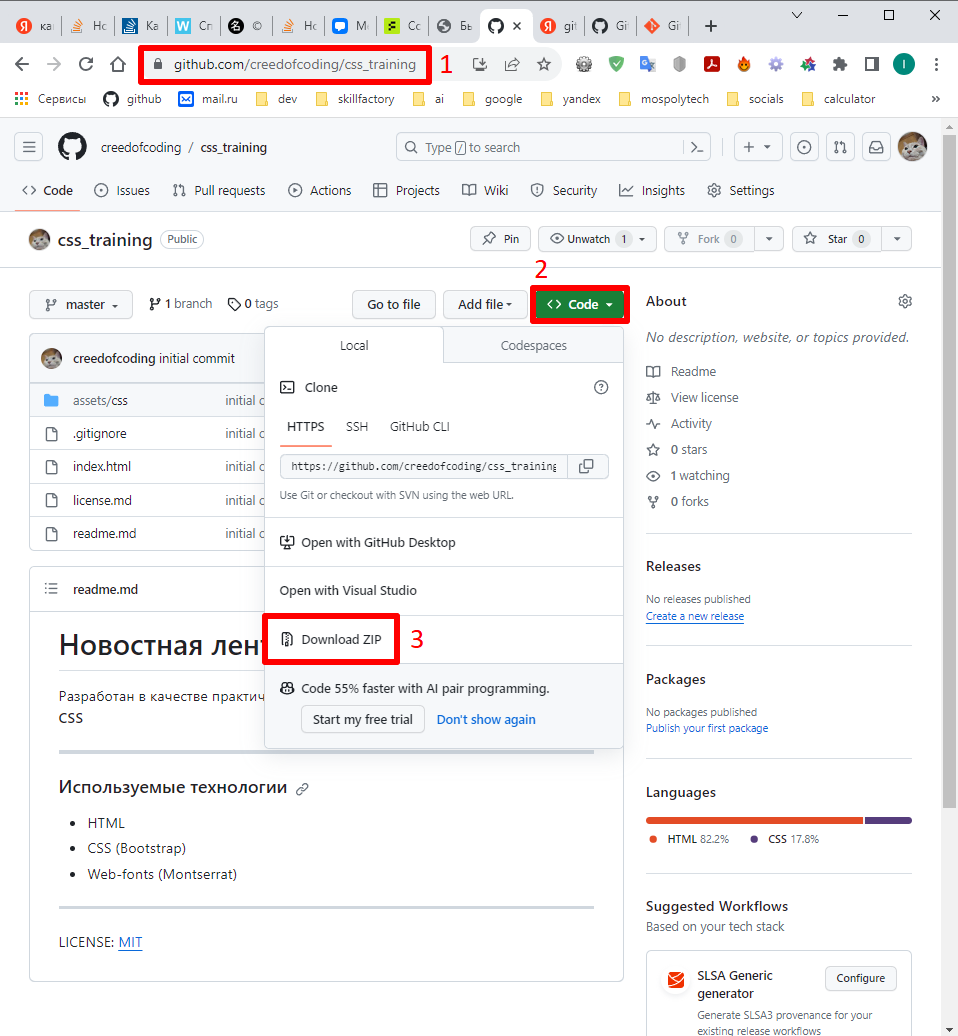 ка
Но
Ка
Сп
©
Но
Мо
Сс
Бь
git
Gi
Git
github.com/creedofcoding/css_training
1
I
Сервисы
github
mail.ru
dev
skillfactory
ai
google
yandex
mospolytech
socials
calculator
»
creedofcoding / css_training
Type / to search
Code
Issues
Pull requests
Actions
Projects
Wiki
Security
Insights
Settings
css_training
Public
Pin
Unwatch 1
Fork 0
Star 0
2
master
1 branch
0 tags
Go to file
Add file
<> Code
About
No description, website, or topics provided.
Readme
View license
Activity
0 stars
1 watching
0 forks
creedofcoding initial commit
assets/css initial c
.gitignore initial c
index.html initial c
license.md initial c
readme.md initial c
Local
Codespaces
Clone
HTTPS
SSH
GitHub CLI
https://github.com/creedofcoding/css_training
Use Git or checkout with SVN using the web URL.
Open with GitHub Desktop
Open with Visual Studio
Download ZIP
3
Code 55% faster with AI pair programming.
Start my free trial
Don't show again
Releases
No releases published
Create a new release
Packages
No packages published
Publish your first package
Languages
HTML 82.2%
CSS 17.8%
readme.md
Новостная лен
Разработан в качестве практич
CSS
Используемые технологии
HTML
CSS (Bootstrap)
Web-fonts (Montserrat)
LICENSE: MIT
Suggested Workflows
Based on your tech stack
SLSA Generic
generator
Configure
Generate SLSA3 provenance for your
existing release workflows